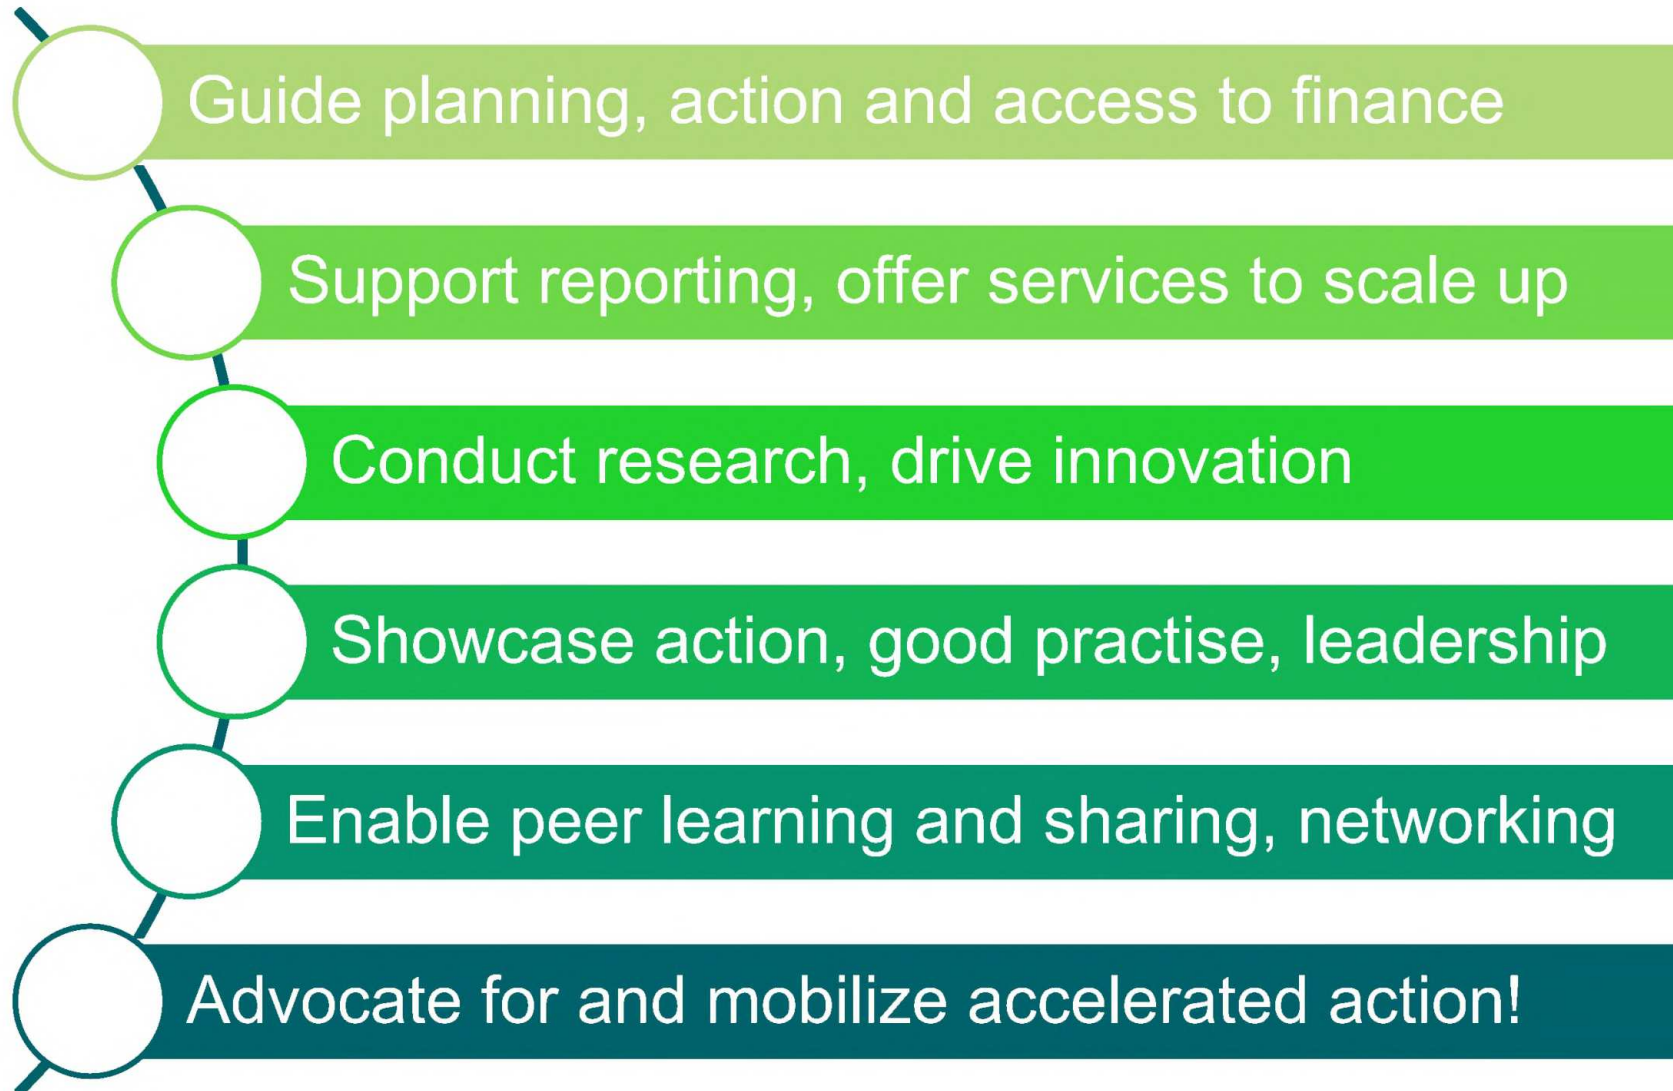 Guide planning, action and access to finance
Support reporting, offer services to scale up
Conduct research, drive innovation
Showcase action, good practise, leadership
Enable peer learning and sharing, networking
Advocate for and mobilize accelerated action!